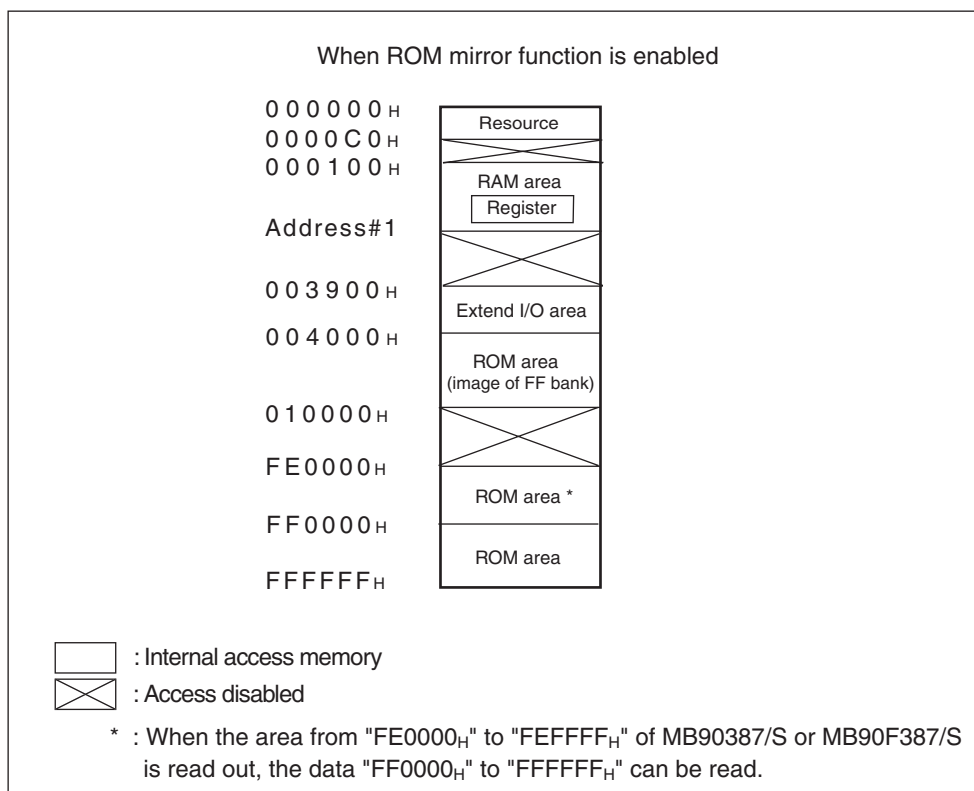 When ROM mirror function is enabled
000000H
Resource
0000C0H
000100H
RAM area
Register
Address#1
003900H
Extend I/O area
004000H
ROM area
(image of FF bank)
010000H
FE0000H
ROM area *
FF0000H
ROM area
FFFFFFH
: Internal access memory
: Access disabled
* : When the area from "FE0000H" to "FEFFFFH" of MB90387/S or MB90F387/S
is read out, the data "FF0000H" to "FFFFFFH" can be read.